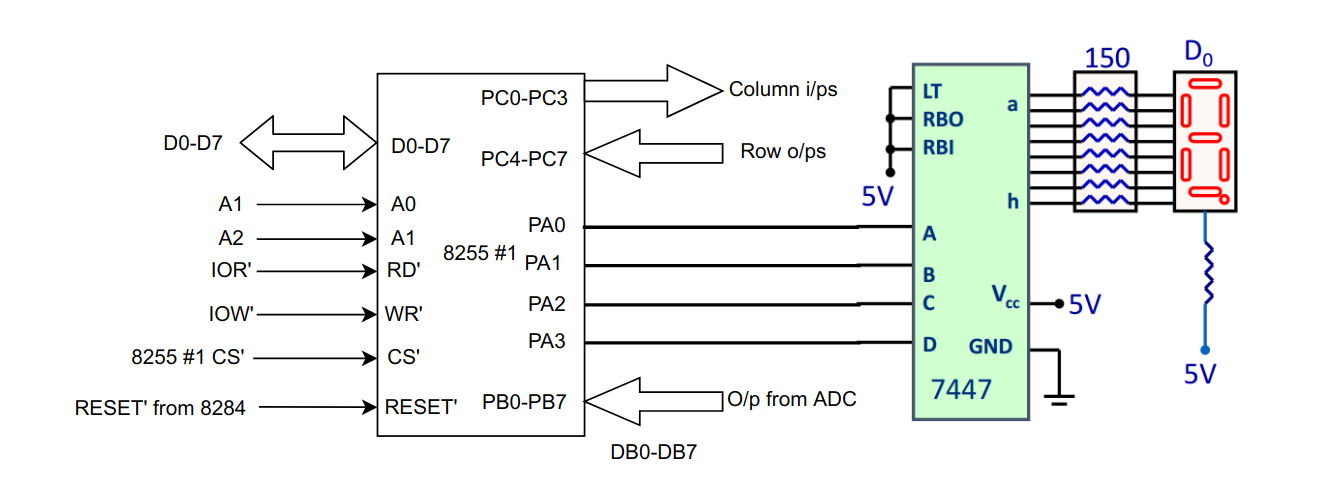 D0-D7
A1
A2
IOR'
IOW'
8255 #1 CS'
RESET' from 8284
D0-D7
A0
A1
RD'
WR'
CS'
RESET'
8255 #1
PC0-PC3
PC4-PC7
PA0
PA1
PA2
PA3
PB0-PB7
Column i/ps
Row o/ps
O/p from ADC
DB0-DB7
5V
LT
RBO
RBI
A
B
C
D
a
h
Vcc
GND
7447
5V
150
D0
5V